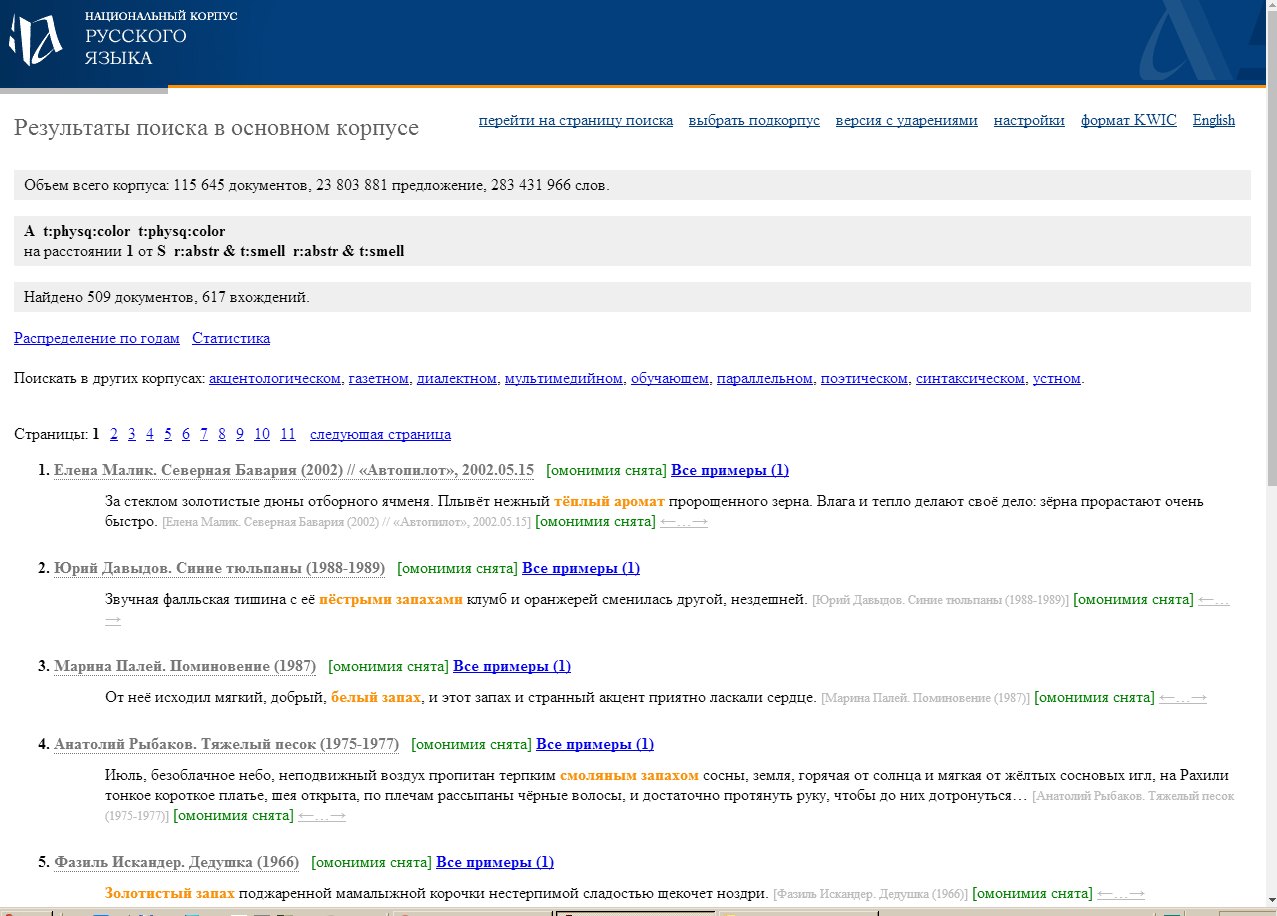 НАЦИОНАЛЬНЫЙ КОРПУС
РУССКОГО
ЯЗЫКА
Результаты поиска в основном корпусе
перейти на страницу поиска выбрать подкорпус версия с ударениями настройки формат KWIC English
Объем всего корпуса: 115 645 документов, 23 803 881 предложение, 283 431 966 слов.
A t:physq:color t:physq:color
на расстоянии 1 от S r:abstr & t:smell r:abstr & t:smell
Найдено 509 документов, 617 вхождений.
Распределение по годам Статистика
Поискать в других корпусах: акцентологическом, газетном, диалектном, мультимедийном, обучающем, параллельном, поэтическом, синтаксическом, устном.
Страницы: 1 2 3 4 5 6 7 8 9 10 11 следующая страница
1. Елена Малик. Северная Бавария (2002) // «Автопилот», 2002.05.15 [омонимия снята] Все примеры (1)
За стеклом золотистые дюны отборного ячменя. Плывёт нежный тёплый аромат пророщенного зерна. Влага и тепло делают своё дело: зёрна прорастают очень
быстро. [Елена Малик. Северная Бавария (2002) // «Автопилот», 2002.05.15] [омонимия снята] ←…→
2. Юрий Давыдов. Синие тюльпаны (1988-1989) [омонимия снята] Все примеры (1)
Звучная фалльская тишина с её пёстрыми запахами клумб и оранжерей сменилась другой, нездешней. [Юрий Давыдов. Синие тюльпаны (1988-1989)] [омонимия снята] ←…
→
3. Марина Палей. Поминовение (1987) [омонимия снята] Все примеры (1)
От неё исходил мягкий, добрый, белый запах, и этот запах и странный акцент приятно ласкали сердце. [Марина Палей. Поминовение (1987)] [омонимия снята] ←…→
4. Анатолий Рыбаков. Тяжелый песок (1975-1977) [омонимия снята] Все примеры (1)
Июль, безоблачное небо, неподвижный воздух пропитан терпким смоляным запахом сосны, земля, горячая от солнца и мягкая от жёлтых сосновых игл, на Рахили
тонкое короткое платье, шея открыта, по плечам рассыпаны чёрные волосы, и достаточно протянуть руку, чтобы до них дотронуться… [Анатолий Рыбаков. Тяжелый песок
(1975-1977)] [омонимия снята] ←…→
5. Фазиль Искандер. Дедушка (1966) [омонимия снята] Все примеры (1)
Золотистый запах поджаренной мамалыжной корочки нестерпимой сладостью щекочет ноздри. [Фазиль Искандер. Дедушка (1966)] [омонимия снята] ←…→